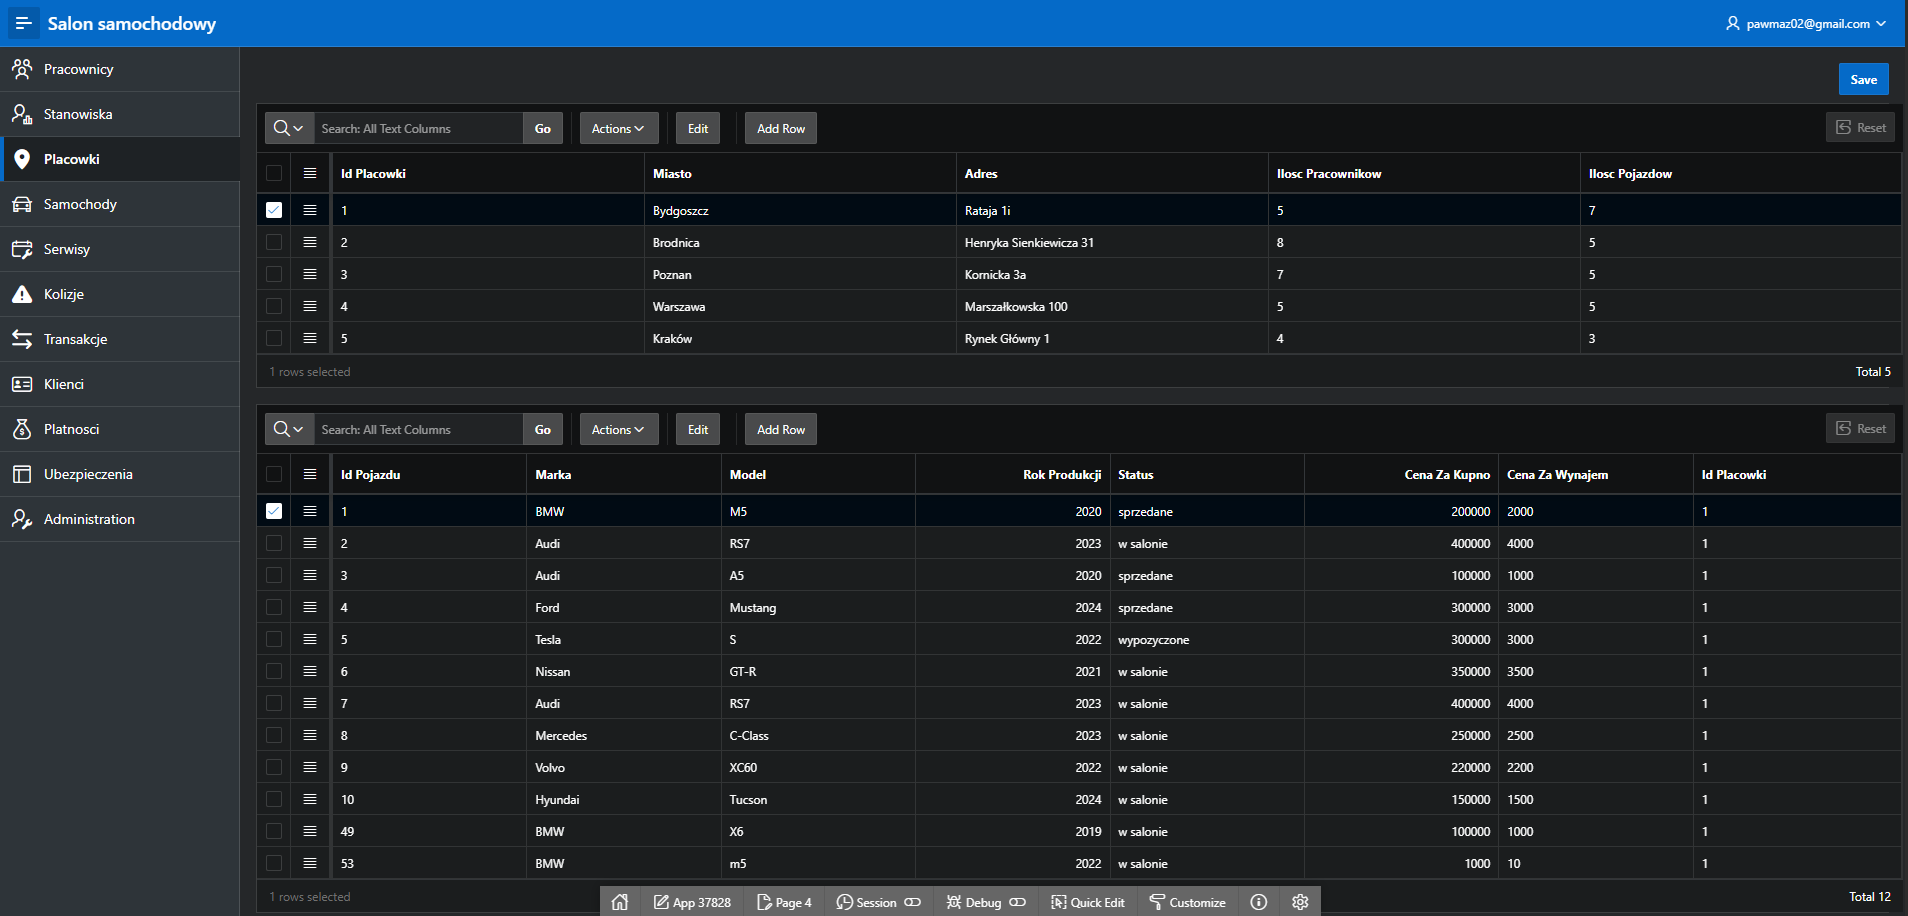 Salon samochodowy
pawmaz02@gmail.com
Pracownicy
Stanowiska
Placowki
Samochody
Serwisy
Kolizje
Transakcje
Klienci
Platnosci
Ubezpieczenia
Administration
Save
Search: All Text Columns Go Actions Edit Add Row Reset
Id Placowki Miasto Adres Ilosc Pracownikow Ilosc Pojazdow
1 Bydgoszcz Rataja 1i 5 7
2 Brodnica Henryka Sienkiewicza 31 8 5
3 Poznan Kornicka 3a 7 5
4 Warszawa Marszałkowska 100 5 5
5 Kraków Rynek Główny 1 4 3
1 rows selected Total 5
Search: All Text Columns Go Actions Edit Add Row Reset
Id Pojazdu Marka Model Rok Produkcji Status Cena Za Kupno Cena Za Wynajem Id Placowki
1 BMW M5 2020 sprzedane 200000 2000 1
2 Audi RS7 2023 w salonie 400000 4000 1
3 Audi A5 2020 sprzedane 100000 1000 1
4 Ford Mustang 2024 sprzedane 300000 3000 1
5 Tesla S 2022 wypozyczone 300000 3000 1
6 Nissan GT-R 2021 w salonie 350000 3500 1
7 Audi RS7 2023 w salonie 400000 4000 1
8 Mercedes C-Class 2023 w salonie 250000 2500 1
9 Volvo XC60 2022 w salonie 220000 2200 1
10 Hyundai Tucson 2024 w salonie 150000 1500 1
49 BMW X6 2019 w salonie 100000 1000 1
53 BMW m5 2022 w salonie 1000 10 1
1 rows selected Total 12
App 37828 Page 4 Session Debug Quick Edit Customize